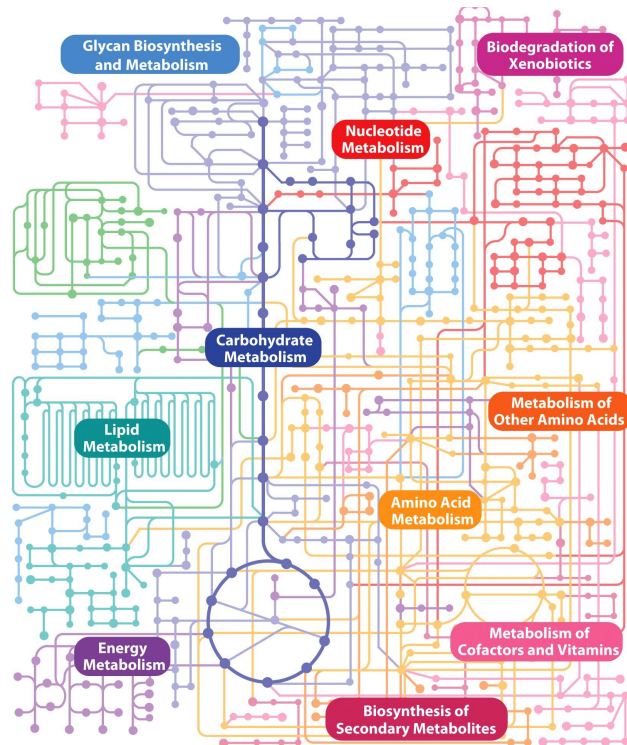 Glycan Biosynthesis
and Metabolism
Biodegradation of
Xenobiotics
Nucleotide
Metabolism
Carbohydrate
Metabolism
Lipid
Metabolism
Metabolism of
Other Amino Acids
Amino Acid
Metabolism
Energy
Metabolism
Metabolism of
Cofactors and Vitamins
Biosynthesis of
Secondary Metabolites